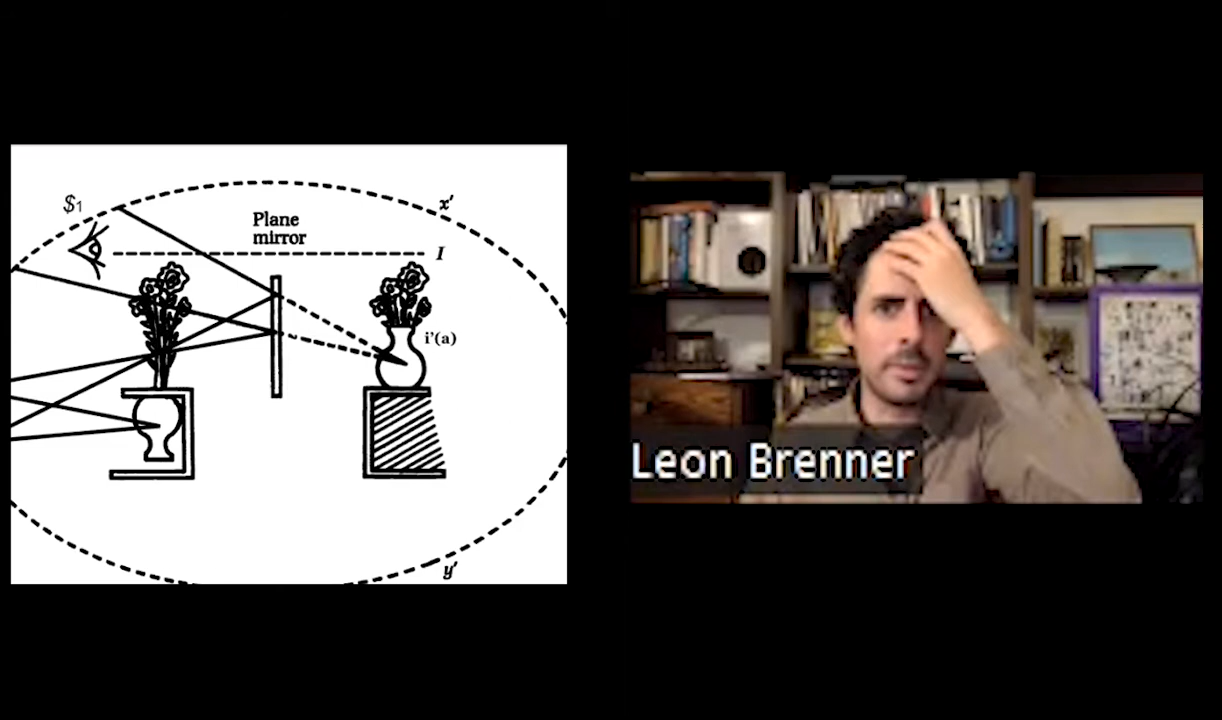 $1
x'
Plane
mirror
I
i'(a)
y'
Leon Brenner